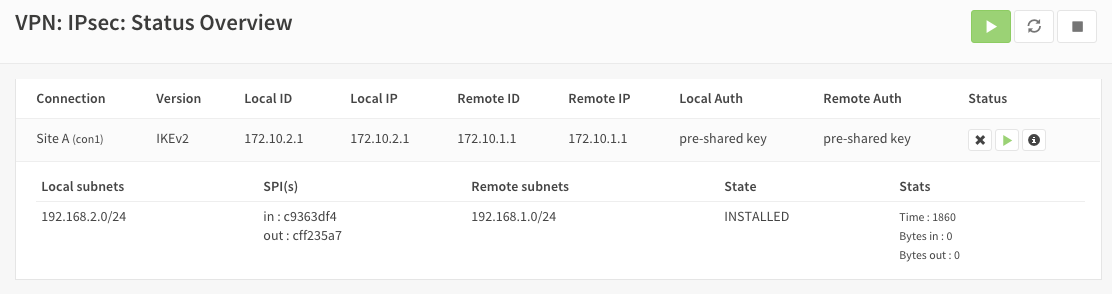 VPN: IPsec: Status Overview
Connection Version Local ID Local IP Remote ID Remote IP Local Auth Remote Auth Status
Site A (con1) IKEv2 172.10.2.1 172.10.2.1 172.10.1.1 172.10.1.1 pre-shared key pre-shared key
Local subnets SPI(s) Remote subnets State Stats
192.168.2.0/24 in : c9363df4 192.168.1.0/24 INSTALLED Time : 1860
out : cff235a7 Bytes in : 0
Bytes out : 0